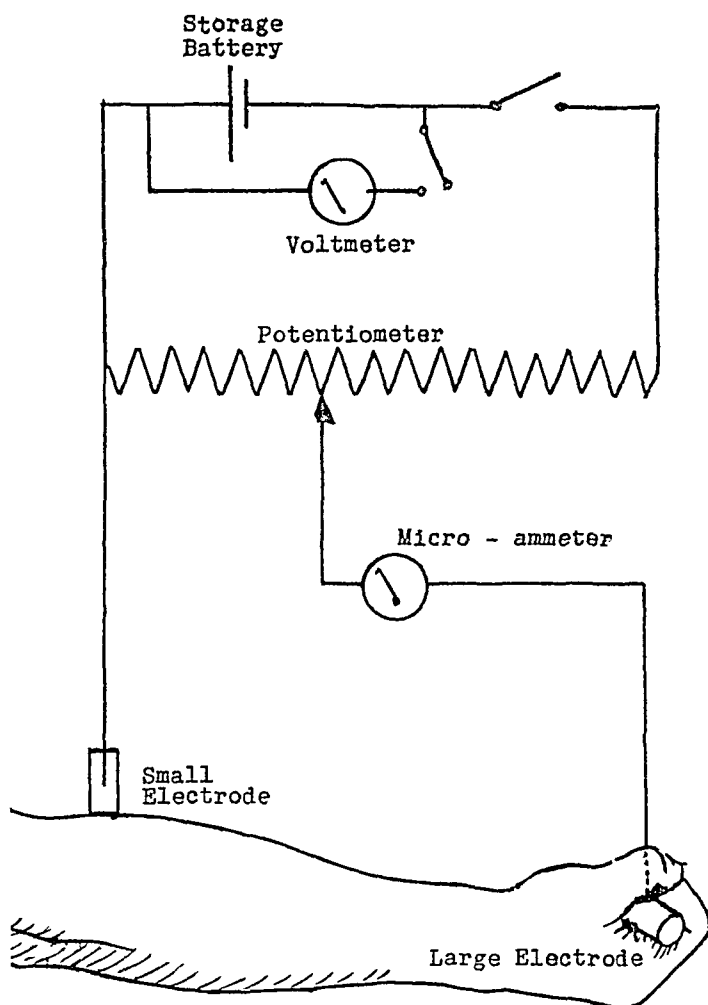 Storage
Battery
Voltmeter
Potentiometer
Micro - ammeter
Small
Electrode
Large Electrode